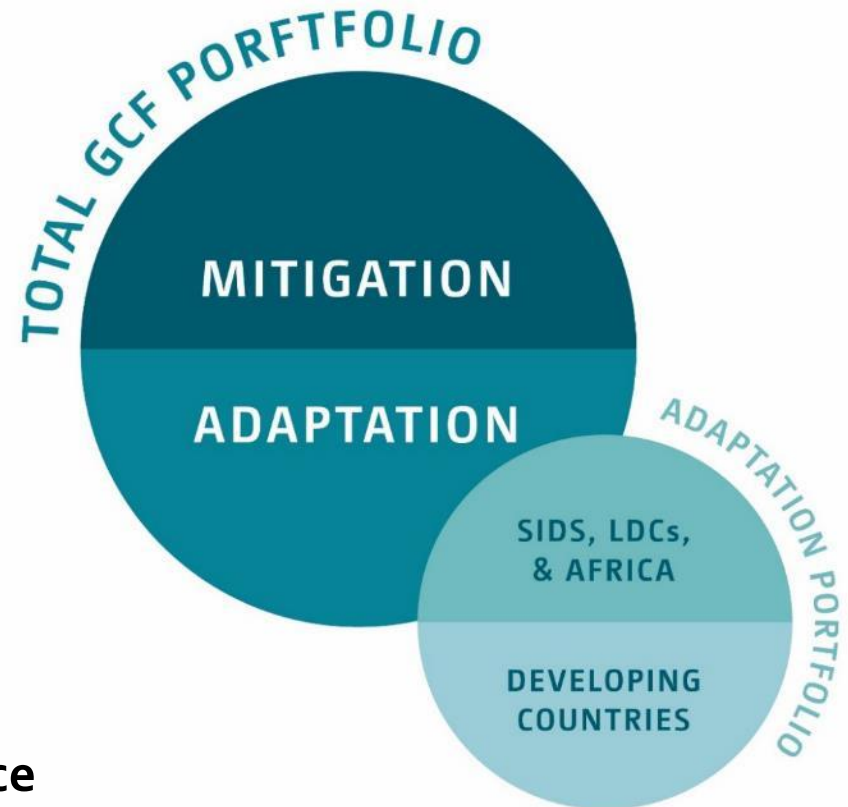 TOTAL GCF PORFTFOLIO
MITIGATION
ADAPTATION
ADAPTATION PORTFOLIO
SIDS, LDCs,
& AFRICA
DEVELOPING
COUNTRIES
ce